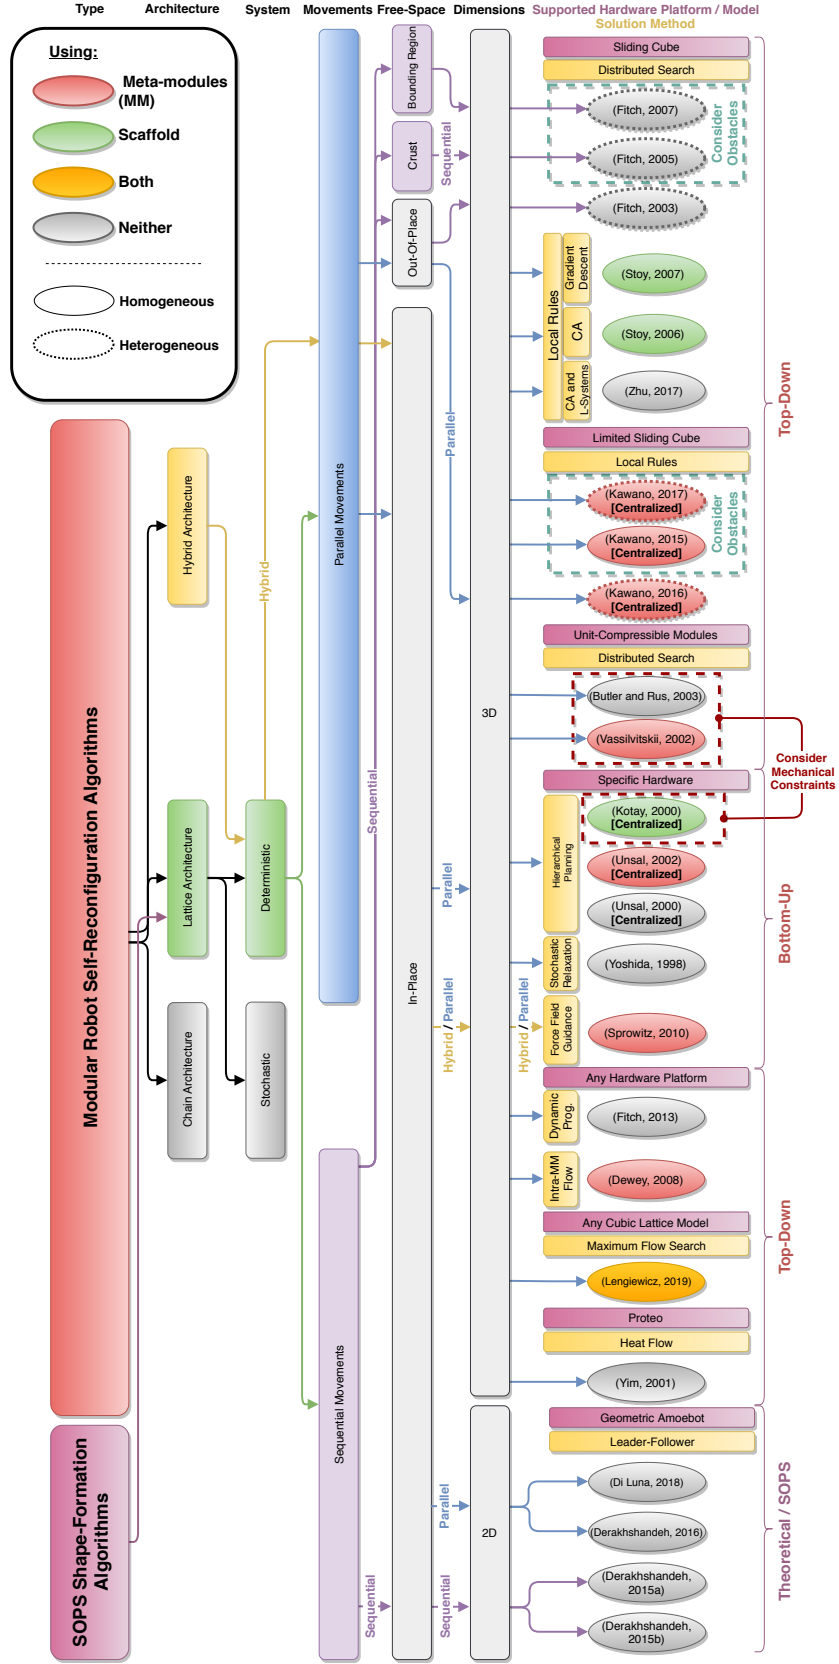 Type
Architecture
System
Movements
Free-Space
Dimensions
Supported Hardware Platform / Model
Solution Method
Using:
Meta-modules
(MM)
Scaffold
Both
Neither
Homogeneous
Heterogeneous
Modular Robot Self-Reconfiguration Algorithms
SOPS Shape-Formation
Algorithms
Hybrid Architecture
Lattice Architecture
Chain Architecture
Deterministic
Stochastic
Hybrid
Parallel Movements
Sequential Movements
Sequential
Sequential
Bounding Region
Crust
Out-Of-Place
In-Place
Sequential
Parallel
Parallel
Hybrid / Parallel
Parallel
Sequential
3D
2D
Hybrid / Parallel
Sliding Cube
Distributed Search
(Fitch, 2007)
(Fitch, 2005)
Consider
Obstacles
(Fitch, 2003)
Local Rules
Gradient
Descent
(Stoy, 2007)
CA
(Stoy, 2006)
CA and
L-Systems
(Zhu, 2017)
Limited Sliding Cube
Local Rules
(Kawano, 2017)
[Centralized]
(Kawano, 2015)
[Centralized]
Consider
Obstacles
(Kawano, 2016)
[Centralized]
Unit-Compressible Modules
Distributed Search
(Butler and Rus, 2003)
(Vassilvitskii, 2002)
Consider
Mechanical
Constraints
Top-Down
Specific Hardware
Hierarchical
Planning
(Kotay, 2000)
[Centralized]
(Unsal, 2002)
[Centralized]
(Unsal, 2000)
[Centralized]
Stochastic
Relaxation
(Yoshida, 1998)
Force Field
Guidance
(Sprowitz, 2010)
Bottom-Up
Any Hardware Platform
Dynamic
Prog.
(Fitch, 2013)
Intra-MM
Flow
(Dewey, 2008)
Any Cubic Lattice Model
Maximum Flow Search
(Lengiewicz, 2019)
Proteo
Heat Flow
(Yim, 2001)
Top-Down
Geometric Amoebot
Leader-Follower
(Di Luna, 2018)
(Derakhshandeh, 2016)
(Derakhshandeh,
2015a)
(Derakhshandeh,
2015b)
Theoretical / SOPS